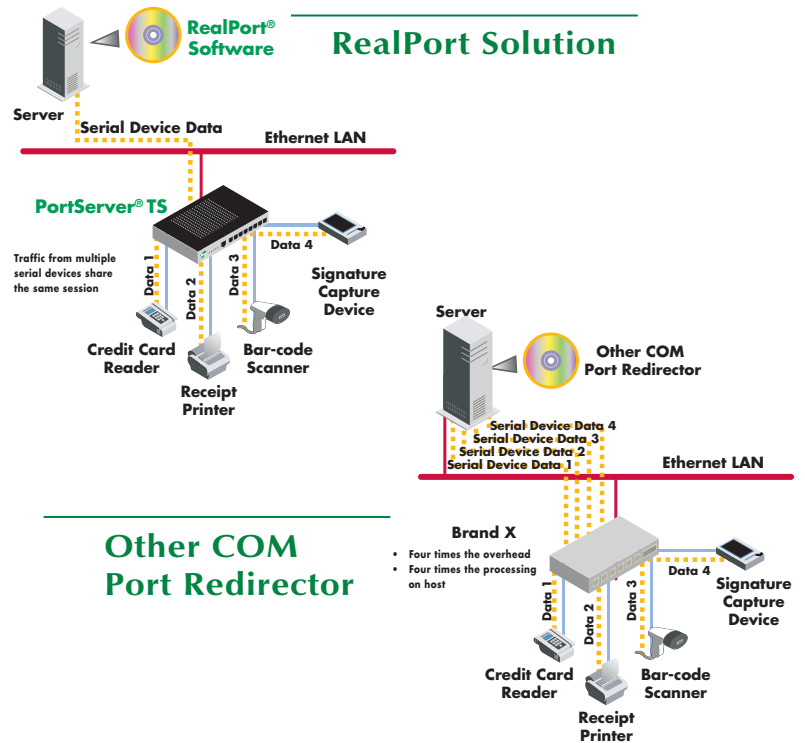 RealPort®
Software
RealPort Solution
Server
Serial Device Data
Ethernet LAN
PortServer® TS
Traffic from multiple
serial devices share
the same session
Data 1
Data 2
Data 3
Data 4
Signature
Capture
Device
Credit Card
Reader
Bar-code
Scanner
Receipt
Printer
Server
Other COM
Port Redirector
Serial Device Data 4
Serial Device Data 3
Serial Device Data 2
Serial Device Data 1
Ethernet LAN
Other COM
Port Redirector
Brand X
• Four times the overhead
• Four times the processing
on host
Data 1
Data 2
Data 3
Data 4
Signature
Capture
Device
Credit Card
Reader
Bar-code
Scanner
Receipt
Printer